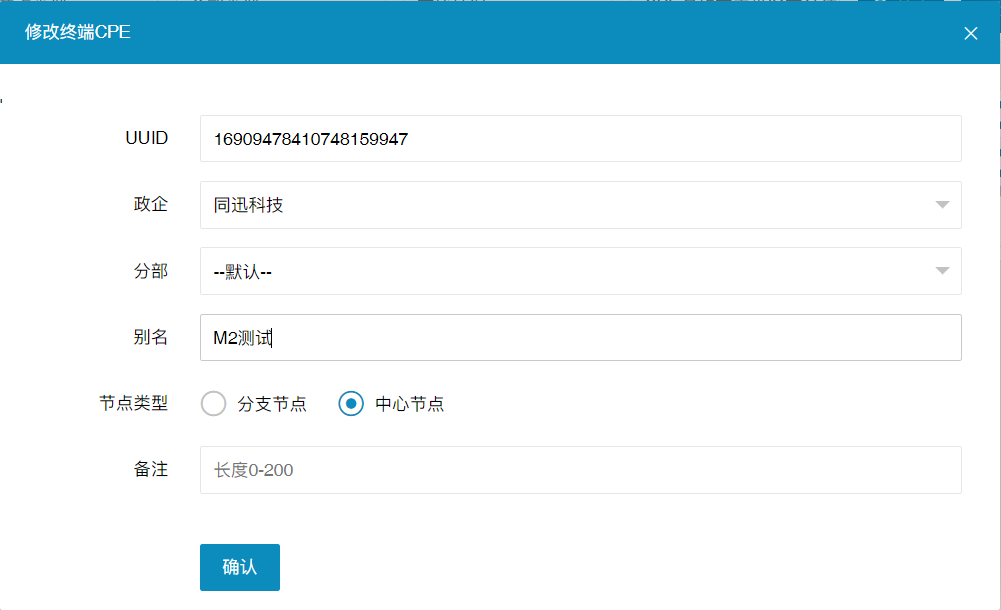 修改终端CPE
UUID 16909478410748159947
政企 同迅科技
分部 --默认--
别名 M2测试
节点类型 分支节点 中心节点
备注 长度0-200
确认